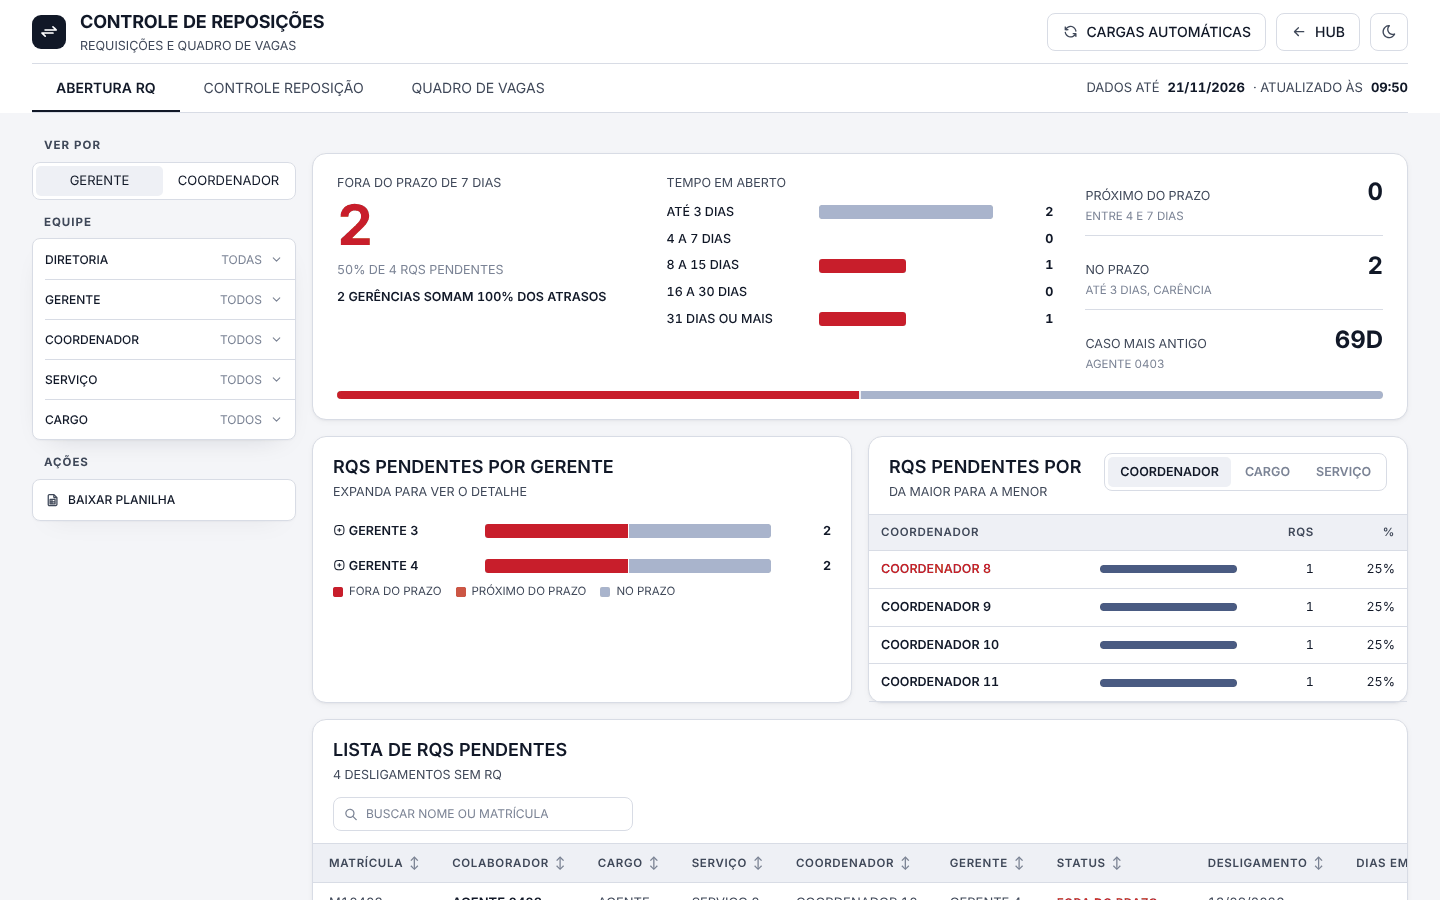 CONTROLE DE REPOSIÇÕES
REQUISIÇÕES E QUADRO DE VAGAS
CARGAS AUTOMÁTICAS
HUB
ABERTURA RQ
CONTROLE REPOSIÇÃO
QUADRO DE VAGAS
DADOS ATÉ 21/11/2026 · ATUALIZADO ÀS 09:50
VER POR
GERENTE
COORDENADOR
EQUIPE
DIRETORIA TODAS
GERENTE TODOS
COORDENADOR TODOS
SERVIÇO TODOS
CARGO TODOS
AÇÕES
BAIXAR PLANILHA
FORA DO PRAZO DE 7 DIAS
2
50% DE 4 RQS PENDENTES
2 GERÊNCIAS SOMAM 100% DOS ATRASOS
TEMPO EM ABERTO
ATÉ 3 DIAS 2
4 A 7 DIAS 0
8 A 15 DIAS 1
16 A 30 DIAS 0
31 DIAS OU MAIS 1
PRÓXIMO DO PRAZO 0
ENTRE 4 E 7 DIAS
NO PRAZO 2
ATÉ 3 DIAS, CARÊNCIA
CASO MAIS ANTIGO 69D
AGENTE 0403
RQS PENDENTES POR GERENTE
EXPANDA PARA VER O DETALHE
GERENTE 3 2
GERENTE 4 2
FORA DO PRAZO PRÓXIMO DO PRAZO NO PRAZO
RQS PENDENTES POR
DA MAIOR PARA A MENOR
COORDENADOR CARGO SERVIÇO
COORDENADOR RQS %
COORDENADOR 8 1 25%
COORDENADOR 9 1 25%
COORDENADOR 10 1 25%
COORDENADOR 11 1 25%
LISTA DE RQS PENDENTES
4 DESLIGAMENTOS SEM RQ
BUSCAR NOME OU MATRÍCULA
MATRÍCULA COLABORADOR CARGO SERVIÇO COORDENADOR GERENTE STATUS DESLIGAMENTO DIAS EM